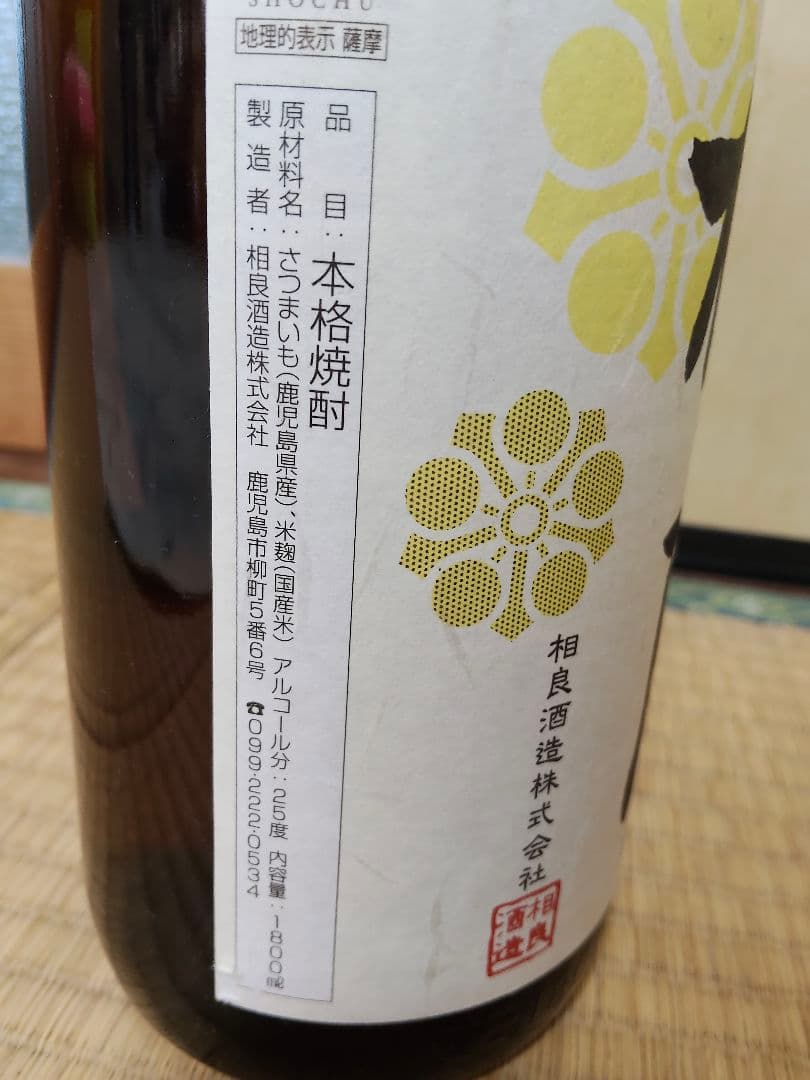 SHOCHU
地理的表示 薩摩
品目:本格焼酎
原材料名:さつまいも(鹿児島県産)、米麹(国産米) アルコール分:25度 内容量:1800㎖
製造者:相良酒造株式会社 鹿児島市柳町5番6号 ☎099·222·0534
相良酒造株式会社
相良
酒造